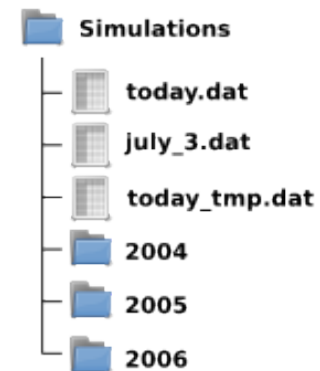 Simulations
today.dat
july_3.dat
today_tmp.dat
2004
2005
2006